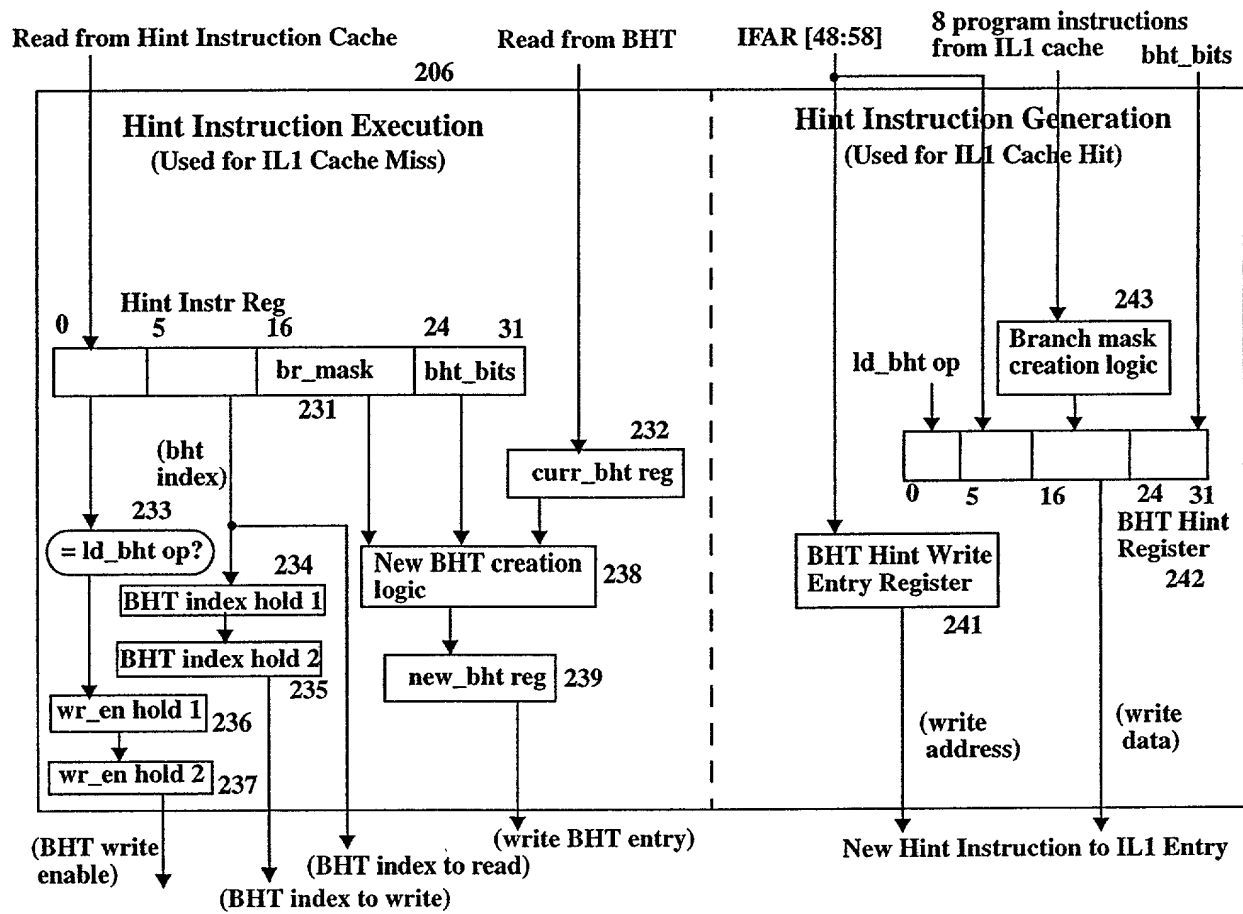 Read from Hint Instruction Cache
Read from BHT
IFAR [48:58]
8 program instructions
from IL1 cache
bht_bits
206
Hint Instruction Execution
(Used for IL1 Cache Miss)
Hint Instr Reg
0
5
16
24
31
br_mask
bht_bits
231
(bht
index)
232
curr_bht reg
233
= ld_bht op?
234
BHT index hold 1
BHT index hold 2
235
New BHT creation
logic
238
new_bht reg
239
wr_en hold 1
236
wr_en hold 2
237
(BHT write
enable)
(BHT index to write)
(BHT index to read)
(write BHT entry)
Hint Instruction Generation
(Used for IL1 Cache Hit)
243
Branch mask
creation logic
ld_bht op
0
5
16
24
31
BHT Hint
Register
242
BHT Hint Write
Entry Register
241
(write
address)
(write
data)
New Hint Instruction to IL1 Entry